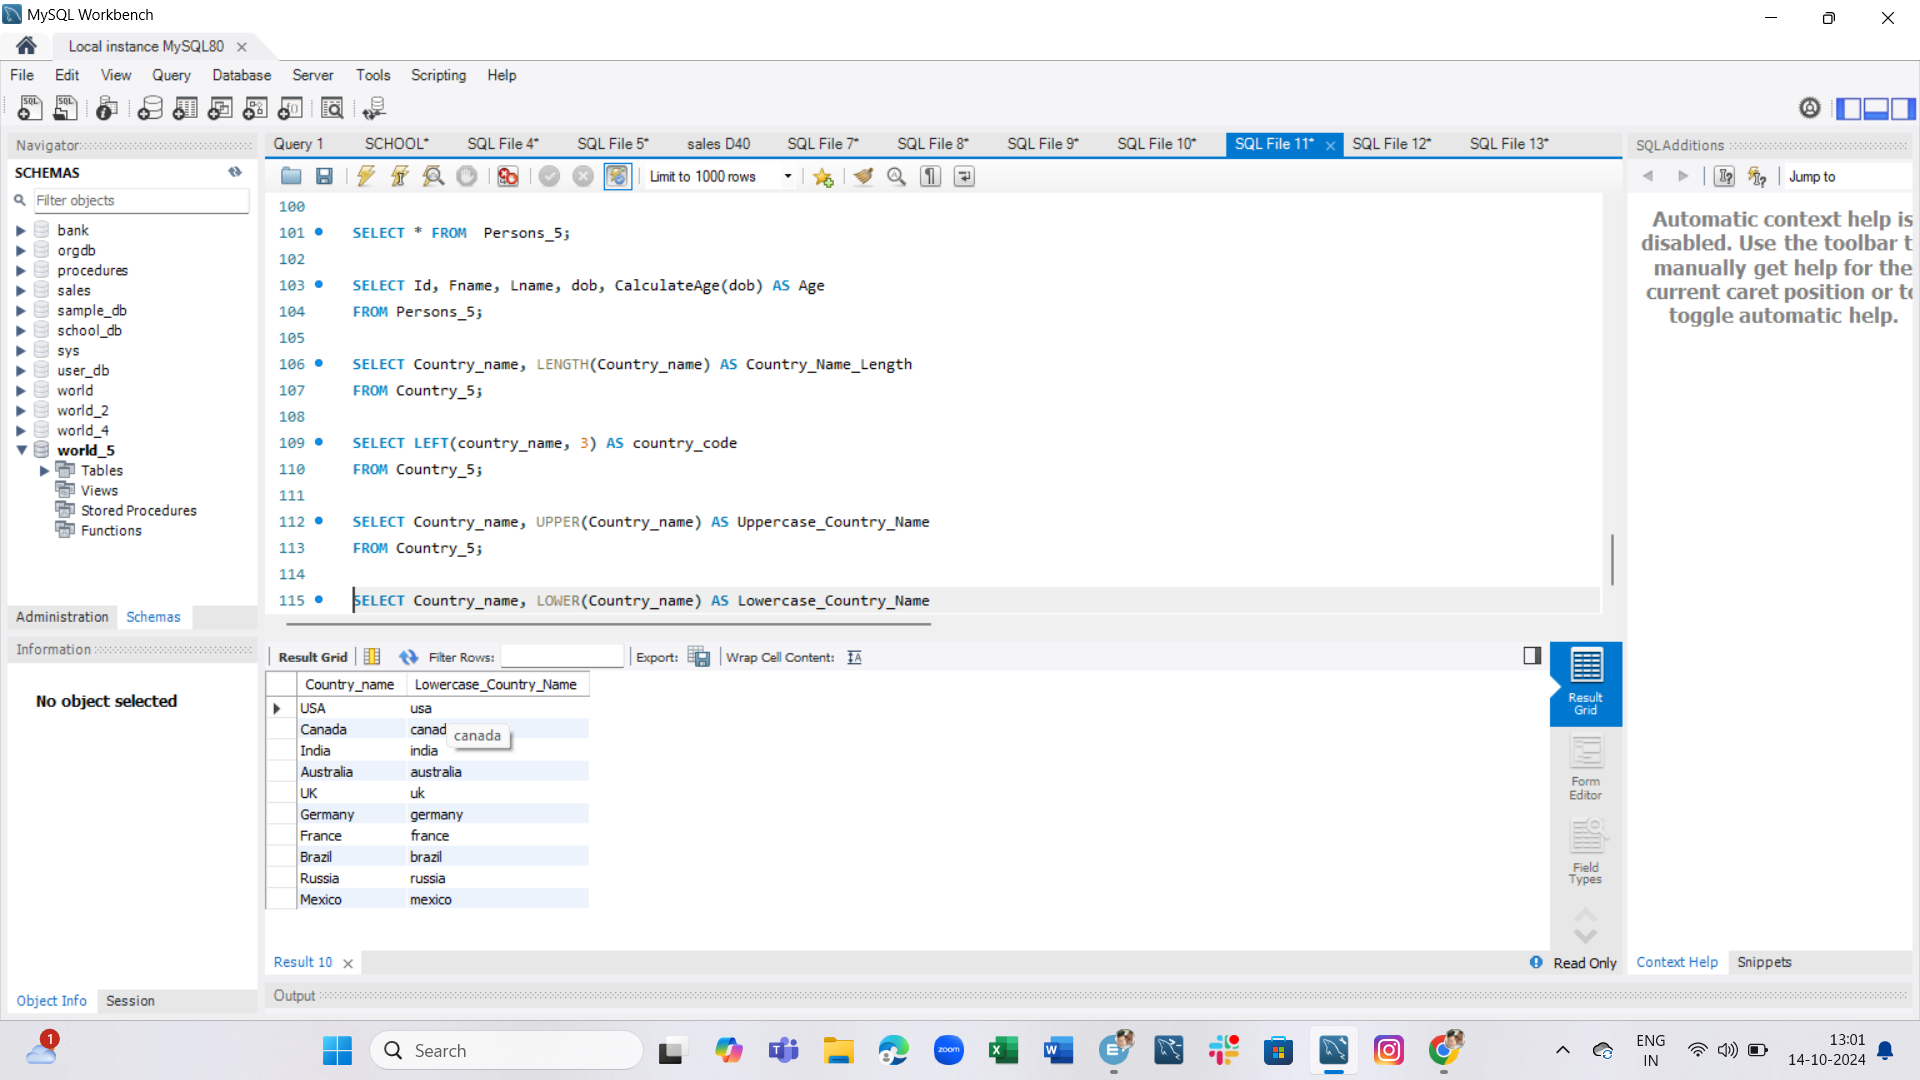 MySQL Workbench
Local instance MySQL80
File Edit View Query Database Server Tools Scripting Help
Navigator
SCHEMAS
Filter objects
bank
orgdb
procedures
sales
sample_db
school_db
sys
user_db
world
world_2
world_4
world_5
Tables
Views
Stored Procedures
Functions
Administration Schemas
Information
No object selected
Object Info Session
Query 1 SCHOOL* SQL File 4* SQL File 5* sales D40 SQL File 7* SQL File 8* SQL File 9* SQL File 10* SQL File 11* SQL File 12* SQL File 13*
Limit to 1000 rows
100
101 SELECT * FROM Persons_5;
102
103 SELECT Id, Fname, Lname, dob, CalculateAge(dob) AS Age
104 FROM Persons_5;
105
106 SELECT Country_name, LENGTH(Country_name) AS Country_Name_Length
107 FROM Country_5;
108
109 SELECT LEFT(country_name, 3) AS country_code
110 FROM Country_5;
111
112 SELECT Country_name, UPPER(Country_name) AS Uppercase_Country_Name
113 FROM Country_5;
114
115 SELECT Country_name, LOWER(Country_name) AS Lowercase_Country_Name
Result Grid Filter Rows: Export: Wrap Cell Content:
Country_name Lowercase_Country_Name
USA usa
Canada canad
canada
India india
Australia australia
UK uk
Germany germany
France france
Brazil brazil
Russia russia
Mexico mexico
Result Grid
Form Editor
Field Types
Result 10
Read Only
Output
SQLAdditions
Jump to
Automatic context help is
disabled. Use the toolbar t
manually get help for the
current caret position or to
toggle automatic help.
Context Help Snippets
1
Search
zoom
ENG
IN
13:01
14-10-2024